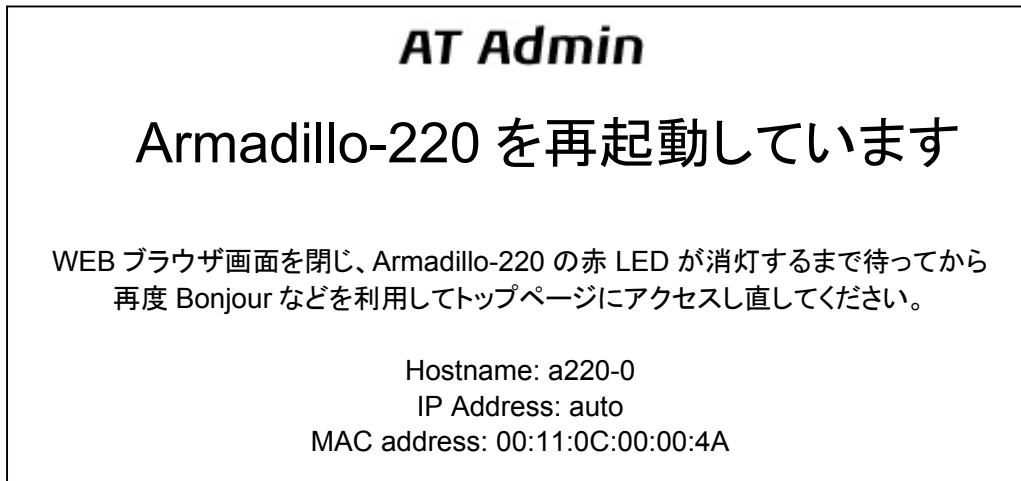 AT Admin
Armadillo-220 を再起動しています
WEB ブラウザ画面を閉じ、Armadillo-220 の赤 LED が消灯するまで待ってから
再度 Bonjour などを利用してトップページにアクセスし直してください。
Hostname: a220-0
IP Address: auto
MAC address: 00:11:0C:00:00:4A